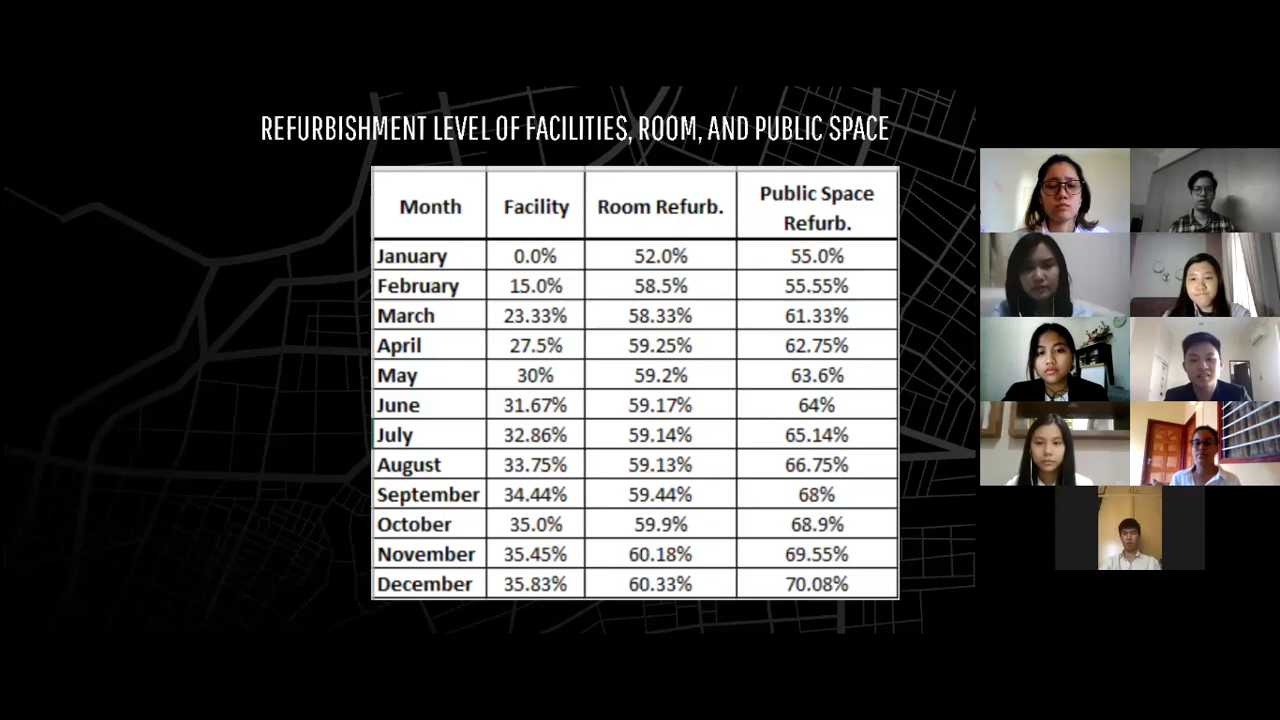 REFURBISHMENT LEVEL OF FACILITIES, ROOM, AND PUBLIC SPACE
Month Facility Room Refurb. Public Space Refurb.
January 0.0% 52.0% 55.0%
February 15.0% 58.5% 55.55%
March 23.33% 58.33% 61.33%
April 27.5% 59.25% 62.75%
May 30% 59.2% 63.6%
June 31.67% 59.17% 64%
July 32.86% 59.14% 65.14%
August 33.75% 59.13% 66.75%
September 34.44% 59.44% 68%
October 35.0% 59.9% 68.9%
November 35.45% 60.18% 69.55%
December 35.83% 60.33% 70.08%